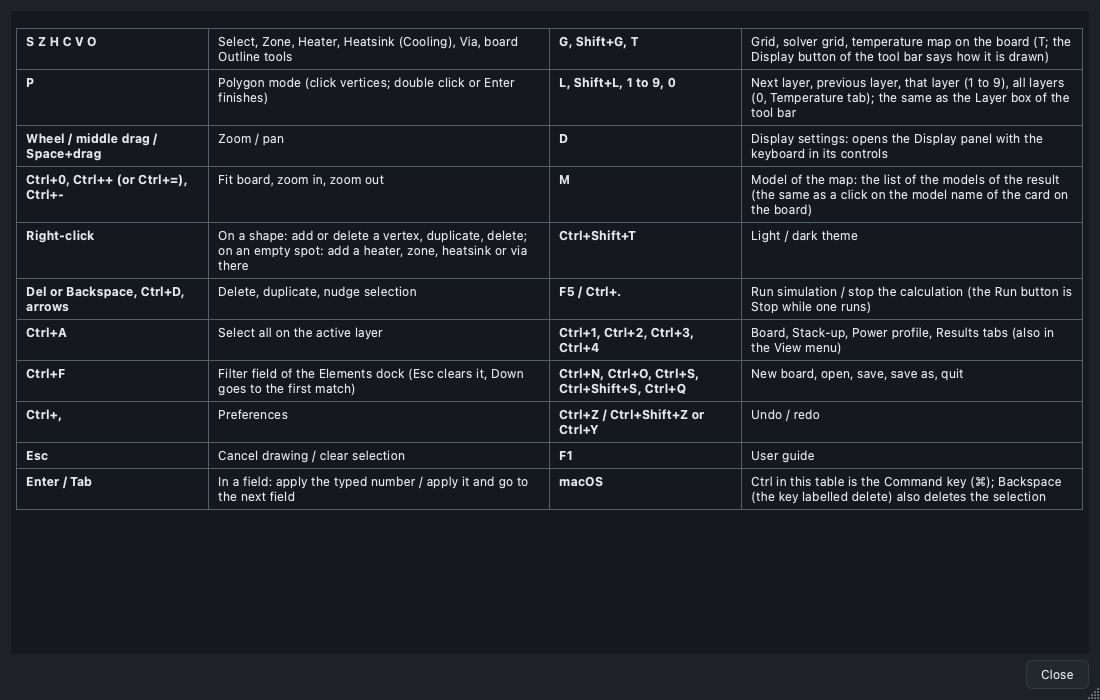 S Z H C V O
Select, Zone, Heater, Heatsink (Cooling), Via, board
Outline tools
G, Shift+G, T
Grid, solver grid, temperature map on the board (T; the
Display button of the tool bar says how it is drawn)
P
Polygon mode (click vertices; double click or Enter
finishes)
L, Shift+L, 1 to 9, 0
Next layer, previous layer, that layer (1 to 9), all layers
(0, Temperature tab); the same as the Layer box of the
tool bar
Wheel / middle drag /
Space+drag
Zoom / pan
D
Display settings: opens the Display panel with the
keyboard in its controls
Ctrl+0, Ctrl++ (or Ctrl+=),
Ctrl+-
Fit board, zoom in, zoom out
M
Model of the map: the list of the models of the result
(the same as a click on the model name of the card on
the board)
Right-click
On a shape: add or delete a vertex, duplicate, delete;
on an empty spot: add a heater, zone, heatsink or via
there
Ctrl+Shift+T
Light / dark theme
Del or Backspace, Ctrl+D,
arrows
Delete, duplicate, nudge selection
F5 / Ctrl+.
Run simulation / stop the calculation (the Run button is
Stop while one runs)
Ctrl+A
Select all on the active layer
Ctrl+1, Ctrl+2, Ctrl+3,
Ctrl+4
Board, Stack-up, Power profile, Results tabs (also in
the View menu)
Ctrl+F
Filter field of the Elements dock (Esc clears it, Down
goes to the first match)
Ctrl+N, Ctrl+O, Ctrl+S,
Ctrl+Shift+S, Ctrl+Q
New board, open, save, save as, quit
Ctrl+,
Preferences
Ctrl+Z / Ctrl+Shift+Z or
Ctrl+Y
Undo / redo
Esc
Cancel drawing / clear selection
F1
User guide
Enter / Tab
In a field: apply the typed number / apply it and go to
the next field
macOS
Ctrl in this table is the Command key (⌘); Backspace
(the key labelled delete) also deletes the selection
Close